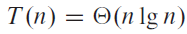 T(n) = Θ(n lg n)